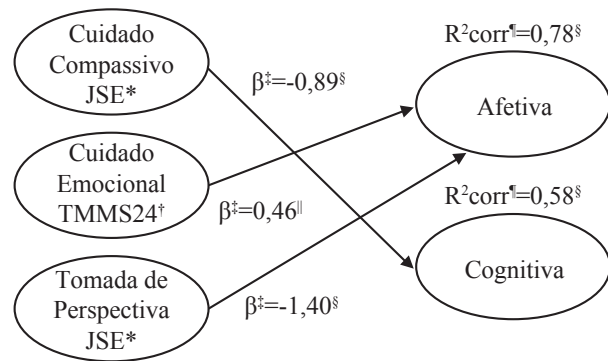 Cuidado
Compassivo
JSE*
Cuidado
Emocional
TMMS24†
Tomada de
Perspectiva
JSE*
β‡=-0,89§
β‡=0,46||
β‡=-1,40§
R²corr¶=0,78§
Afetiva
R²corr¶=0,58§
Cognitiva